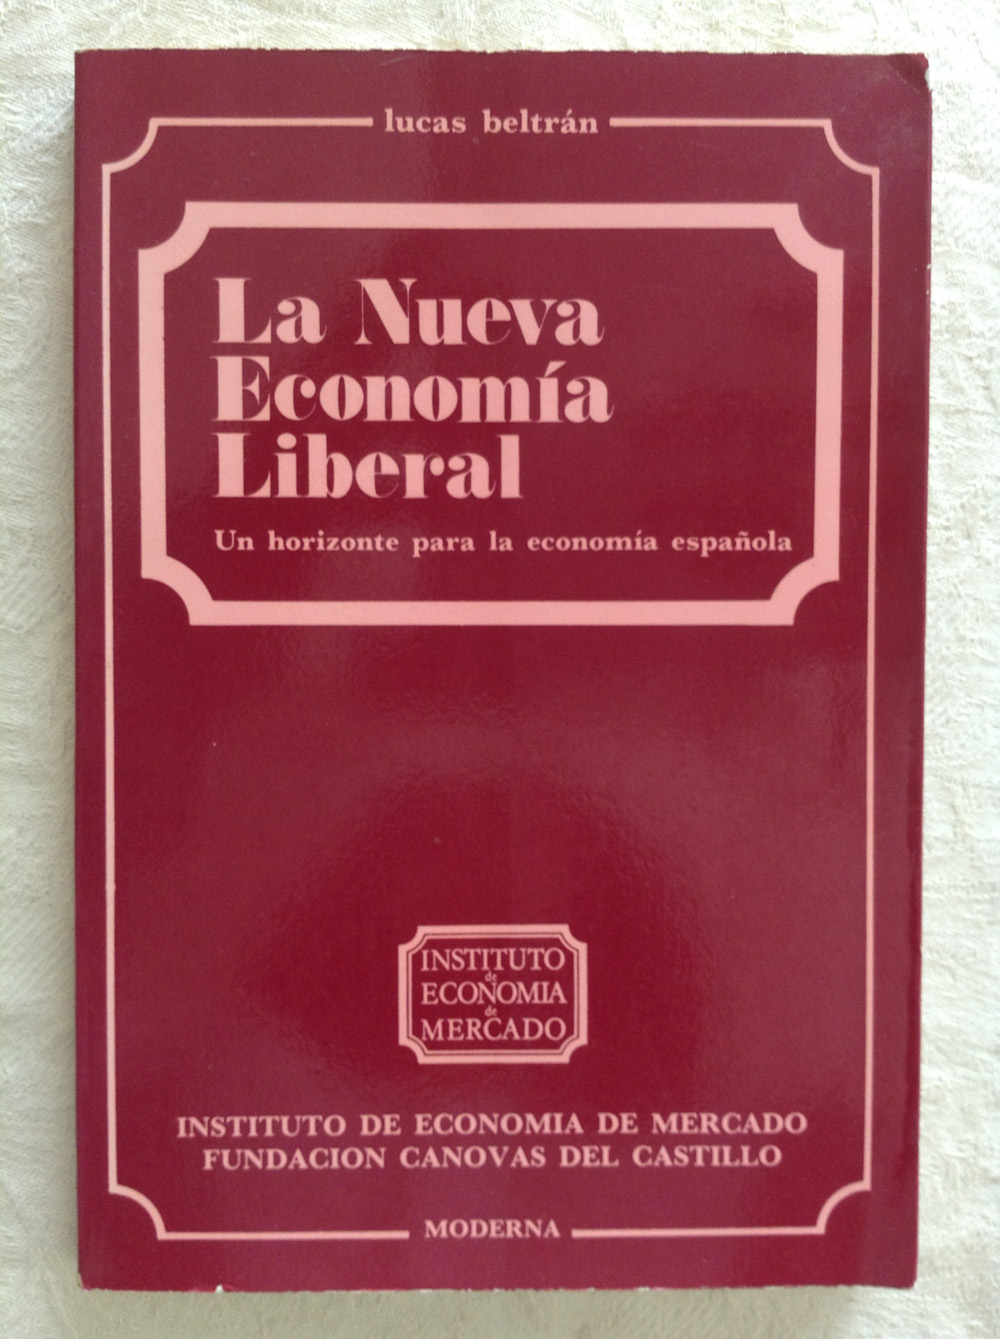 lucas beltrán
La Nueva
Economía
Liberal
Un horizonte para la economía española
INSTITUTO
de
ECONOMIA
de
MERCADO
INSTITUTO DE ECONOMIA DE MERCADO
FUNDACION CANOVAS DEL CASTILLO
MODERNA